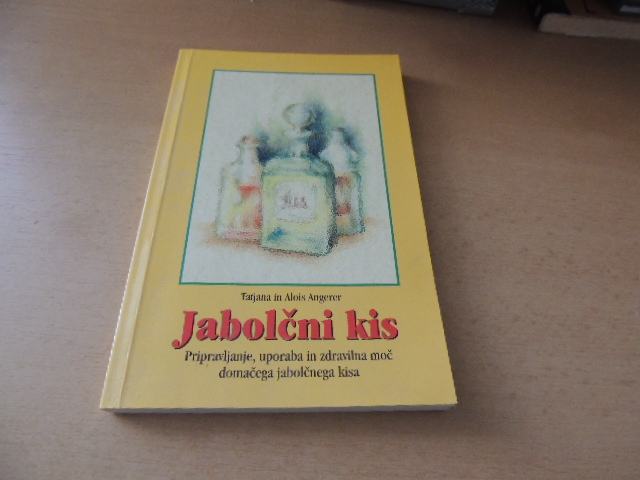 Tatjana in Alois Angerer
Jabolčni kis
Pripravljanje, uporaba in zdravilna moč
domačega jabolčnega kisa